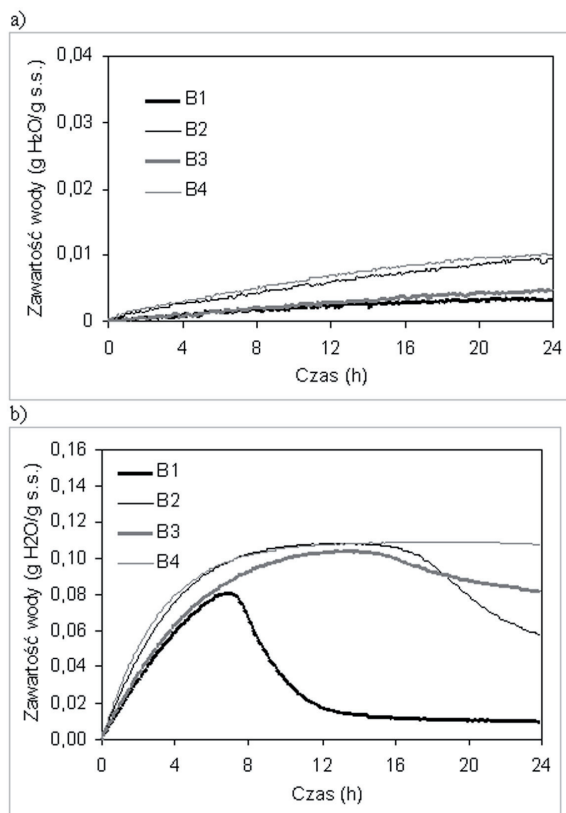 a)
Zawartość wody (g H₂O/g s.s.)
0,04
0,03
0,02
0,01
0
B1
B2
B3
B4
0 4 8 12 16 20 24
Czas (h)
b)
Zawartość wody (g H2O/g s.s.)
0,16
0,14
0,12
0,10
0,08
0,06
0,04
0,02
0,00
B1
B2
B3
B4
0 4 8 12 16 20 24
Czas (h)